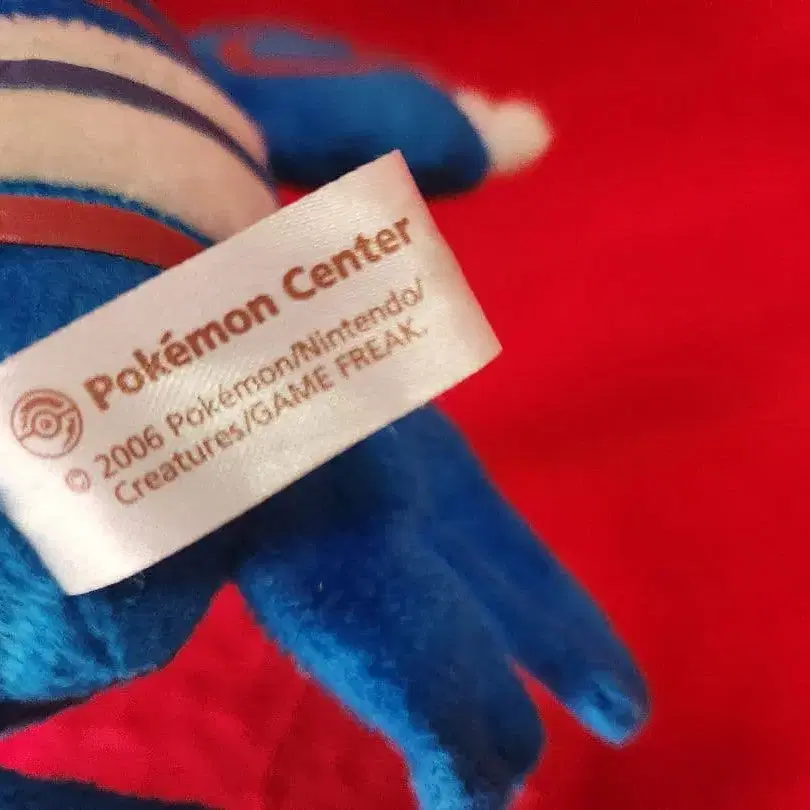 Pokémon Center
© 2006 Pokémon/Nintendo/
Creatures/GAME FREAK.